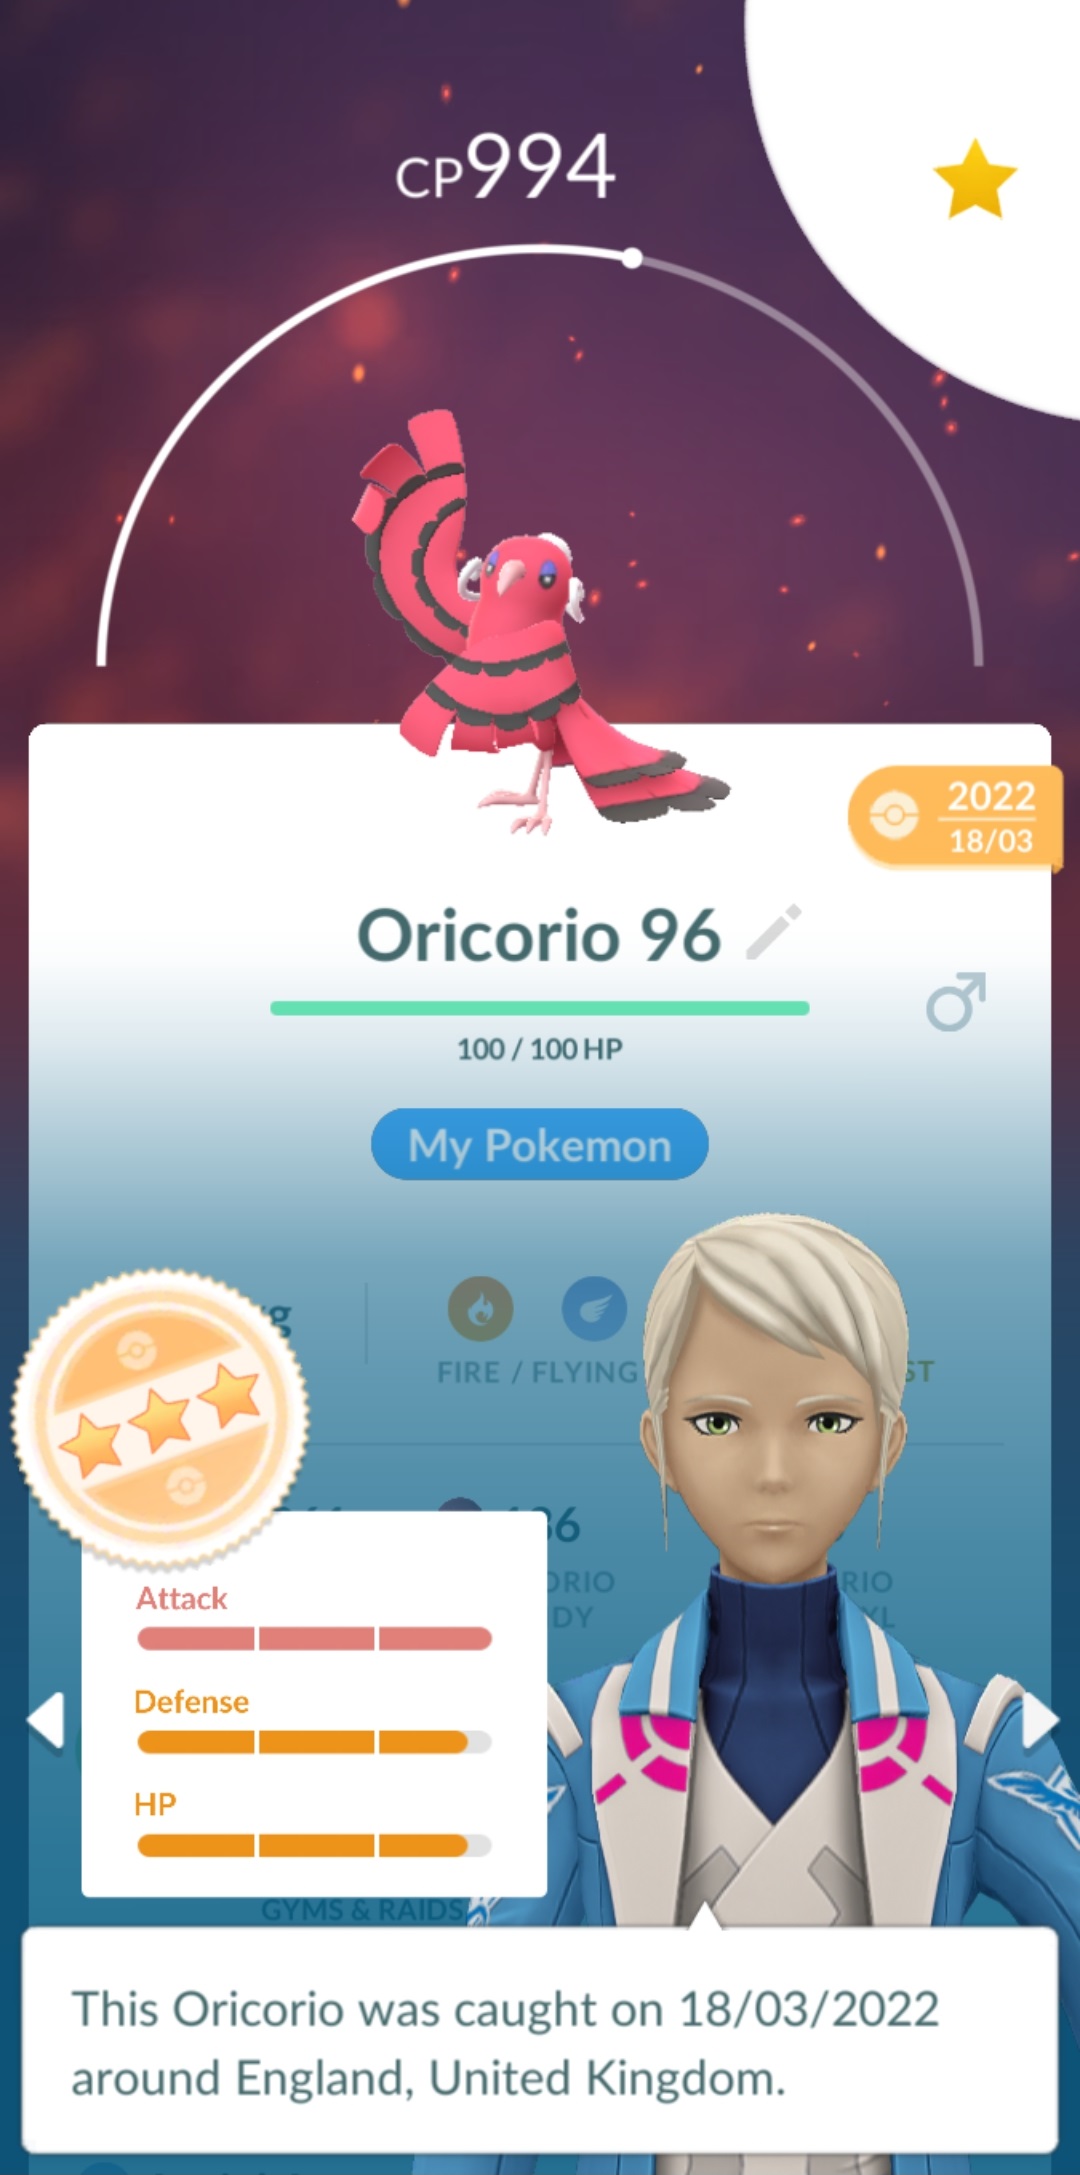 CP994
2022
18/03
Oricorio 96
100 / 100 HP
My Pokemon
FIRE / FLYING
Attack
Defense
HP
GYMS & RAIDS
This Oricorio was caught on 18/03/2022
around England, United Kingdom.